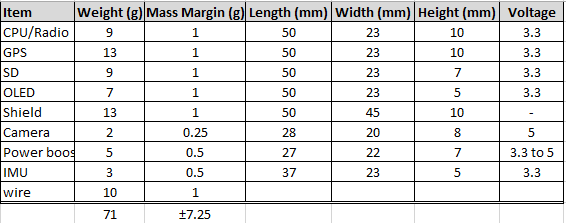 Item Weight (g) Mass Margin (g) Length (mm) Width (mm) Height (mm) Voltage
CPU/Radio 9 1 50 23 10 3.3
GPS 13 1 50 23 10 3.3
SD 9 1 50 23 7 3.3
OLED 7 1 50 23 5 3.3
Shield 13 1 50 45 10 -
Camera 2 0.25 28 20 8 5
Power boos 5 0.5 27 22 7 3.3 to 5
IMU 3 0.5 37 23 5 3.3
wire 10 1
71 ±7.25